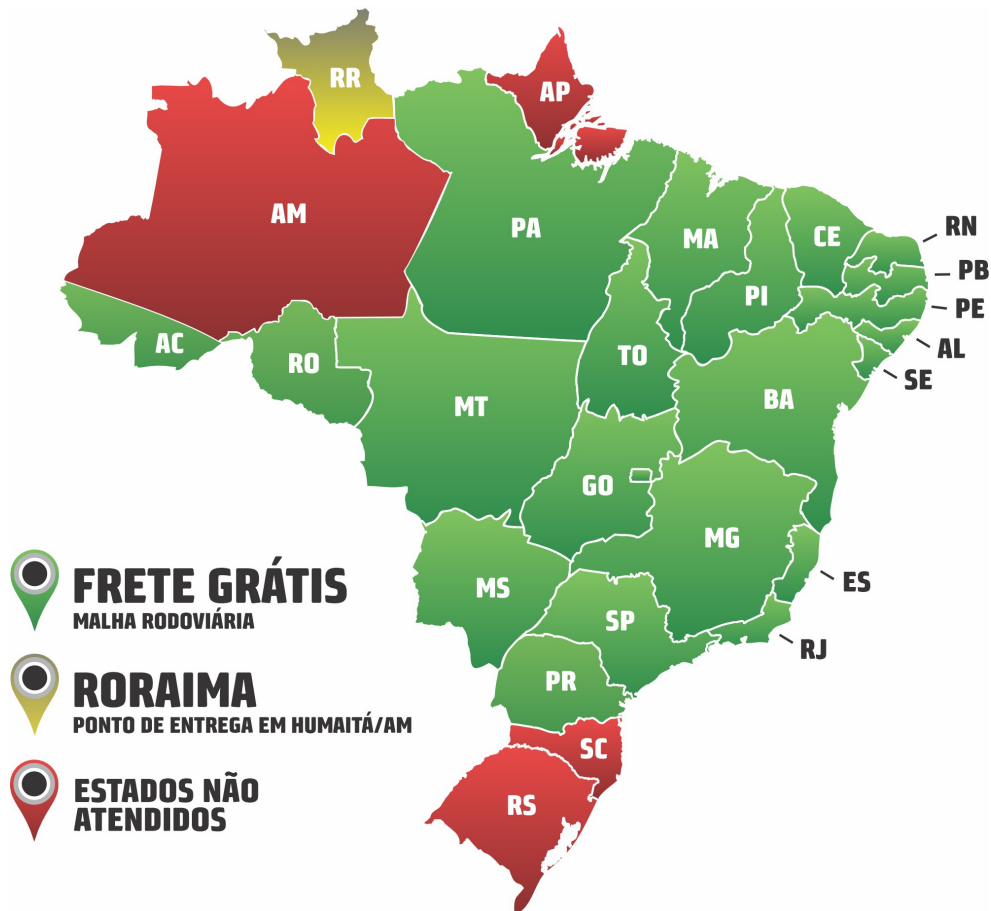 RR
AP
AM
PA
MA
CE
RN
PB
PI
PE
AC
RO
TO
AL
SE
MT
BA
GO
MG
FRETE GRÁTIS
MALHA RODOVIÁRIA
MS
ES
SP
RJ
RORAIMA
PONTO DE ENTREGA EM HUMAITÁ/AM
PR
SC
ESTADOS NÃO
ATENDIDOS
RS